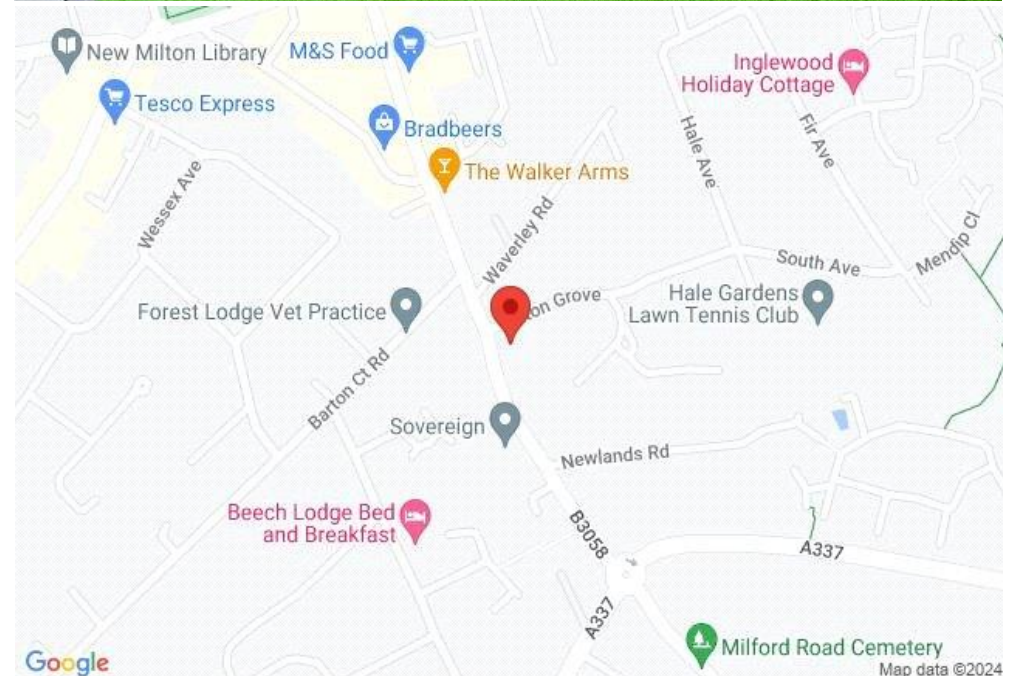 New Milton Library
M&S Food
Inglewood
Holiday Cottage
Tesco Express
Bradbeers
The Walker Arms
Hale Ave
Fir Ave
Wessex Ave
Waverley Rd
Mendip Cl
South Ave
ton Grove
Forest Lodge Vet Practice
Hale Gardens
Lawn Tennis Club
Barton Ct Rd
Sovereign
Newlands Rd
Beech Lodge Bed
and Breakfast
B3058
A337
A337
Milford Road Cemetery
Google
Map data ©2024